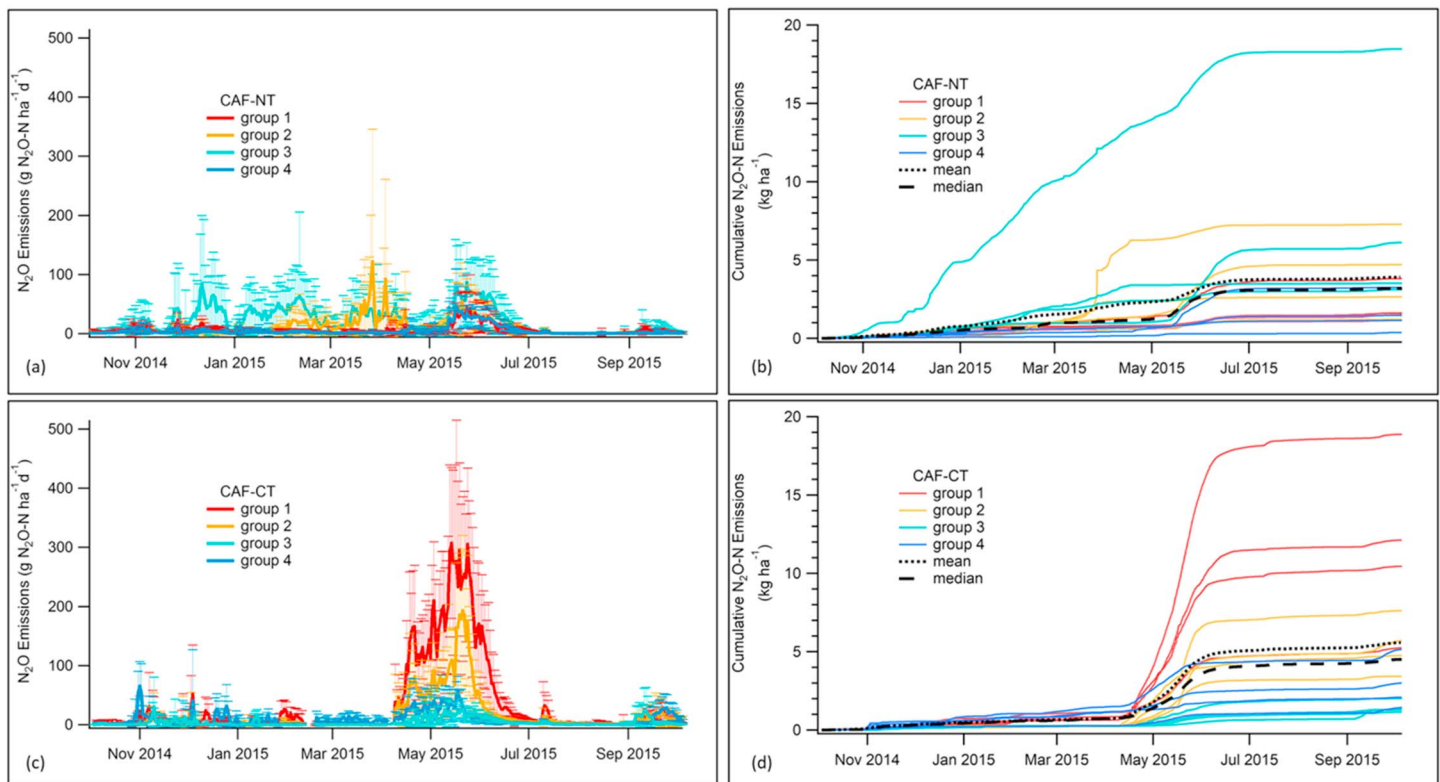 N₂O Emissions (g N₂O-N ha⁻¹d⁻¹)
500
400
300
200
100
0
CAF-NT
group 1
group 2
group 3
group 4
Nov 2014 Jan 2015 Mar 2015 May 2015 Jul 2015 Sep 2015
(a)
Cumulative N₂O-N Emissions
(kg ha⁻¹)
20
15
10
5
0
CAF-NT
group 1
group 2
group 3
group 4
mean
median
Nov 2014 Jan 2015 Mar 2015 May 2015 Jul 2015 Sep 2015
(b)
N₂O Emissions (g N₂O-N ha⁻¹d⁻¹)
500
400
300
200
100
0
CAF-CT
group 1
group 2
group 3
group 4
Nov 2014 Jan 2015 Mar 2015 May 2015 Jul 2015 Sep 2015
(c)
Cumulative N₂O-N Emissions
(kg ha⁻¹)
20
15
10
5
0
CAF-CT
group 1
group 2
group 3
group 4
mean
median
Nov 2014 Jan 2015 Mar 2015 May 2015 Jul 2015 Sep 2015
(d)